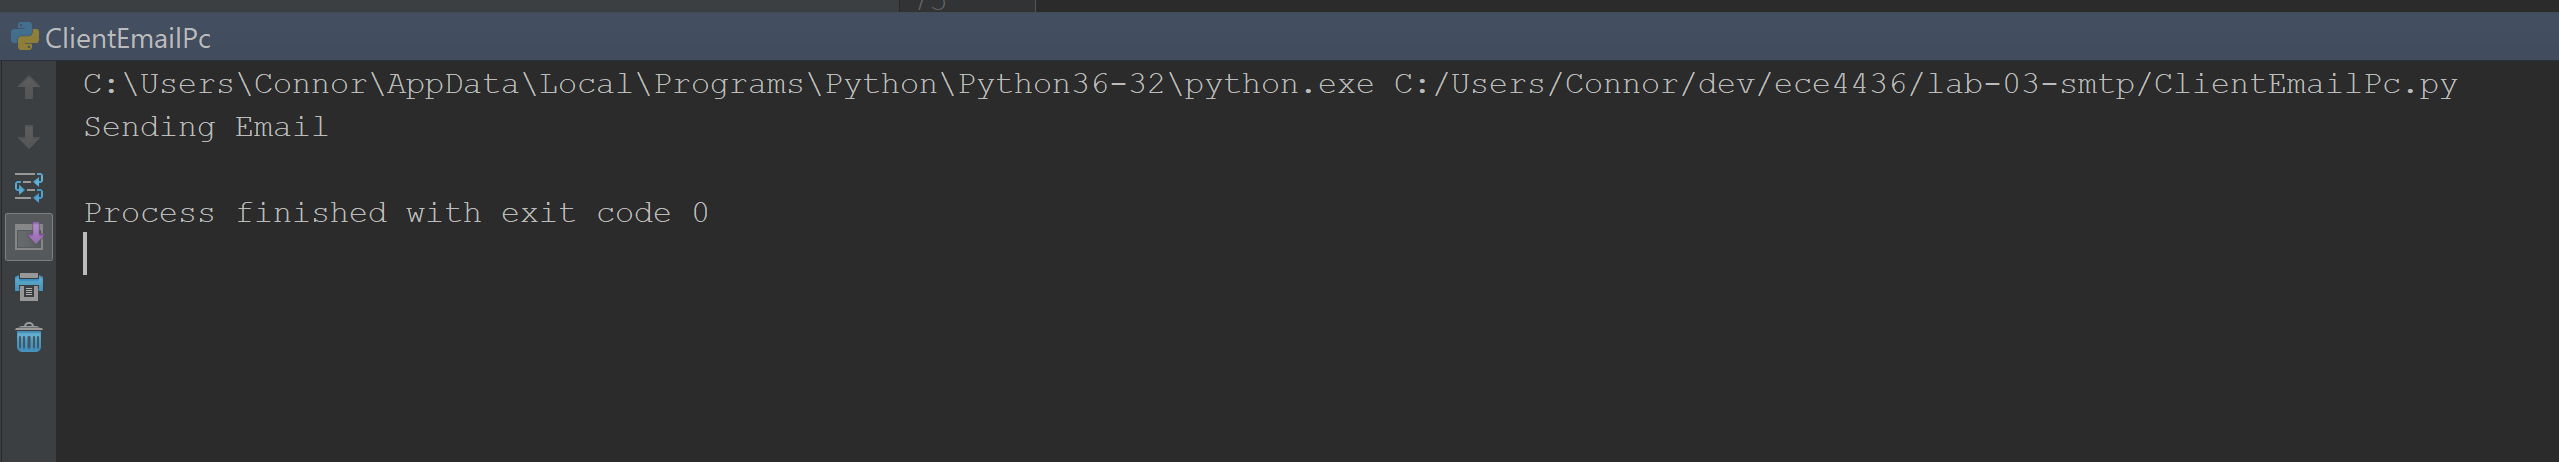 ClientEmailPc
C:\Users\Connor\AppData\Local\Programs\Python\Python36-32\python.exe C:/Users/Connor/dev/ece4436/lab-03-smtp/ClientEmailPc.py
Sending Email
Process finished with exit code 0